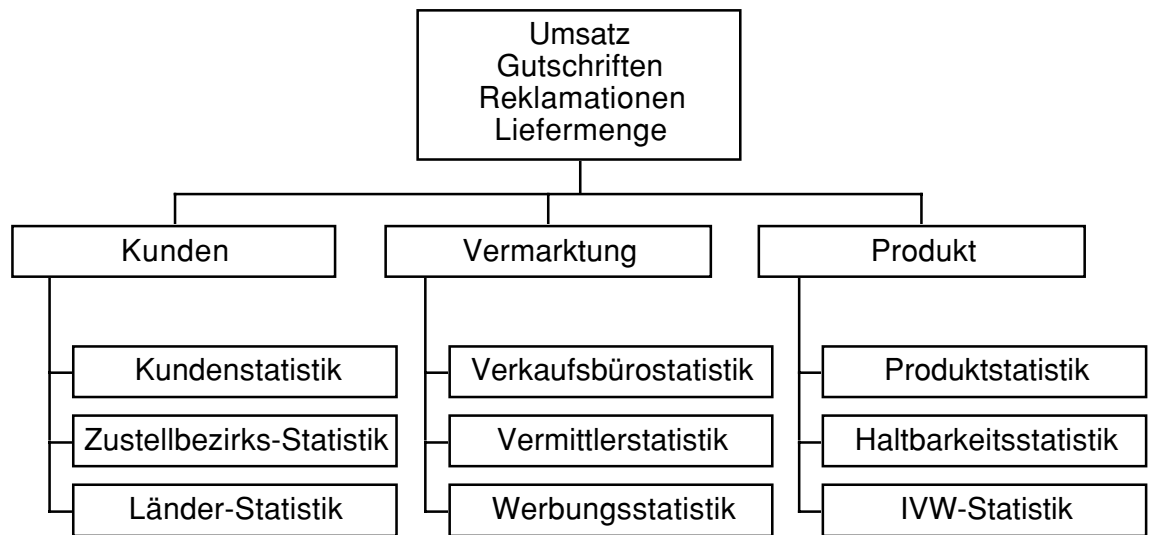 Umsatz
Gutschriften
Reklamationen
Liefermenge
Kunden
Vermarktung
Produkt
Kundenstatistik
Verkaufsbürostatistik
Produktstatistik
Zustellbezirks-Statistik
Vermittlerstatistik
Haltbarkeitsstatistik
Länder-Statistik
Werbungsstatistik
IVW-Statistik